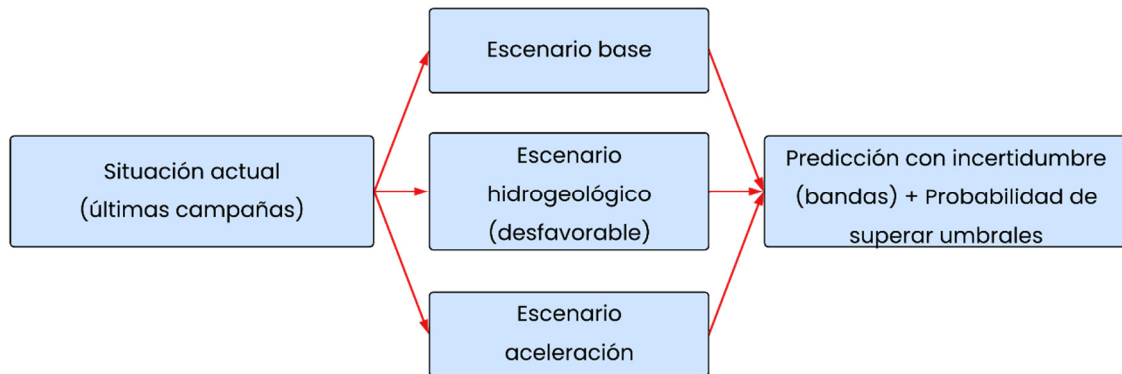 Escenario base
Situación actual
(últimas campañas)
Escenario
hidrogeológico
(desfavorable)
Predicción con incertidumbre
(bandas) + Probabilidad de
superar umbrales
Escenario
aceleración